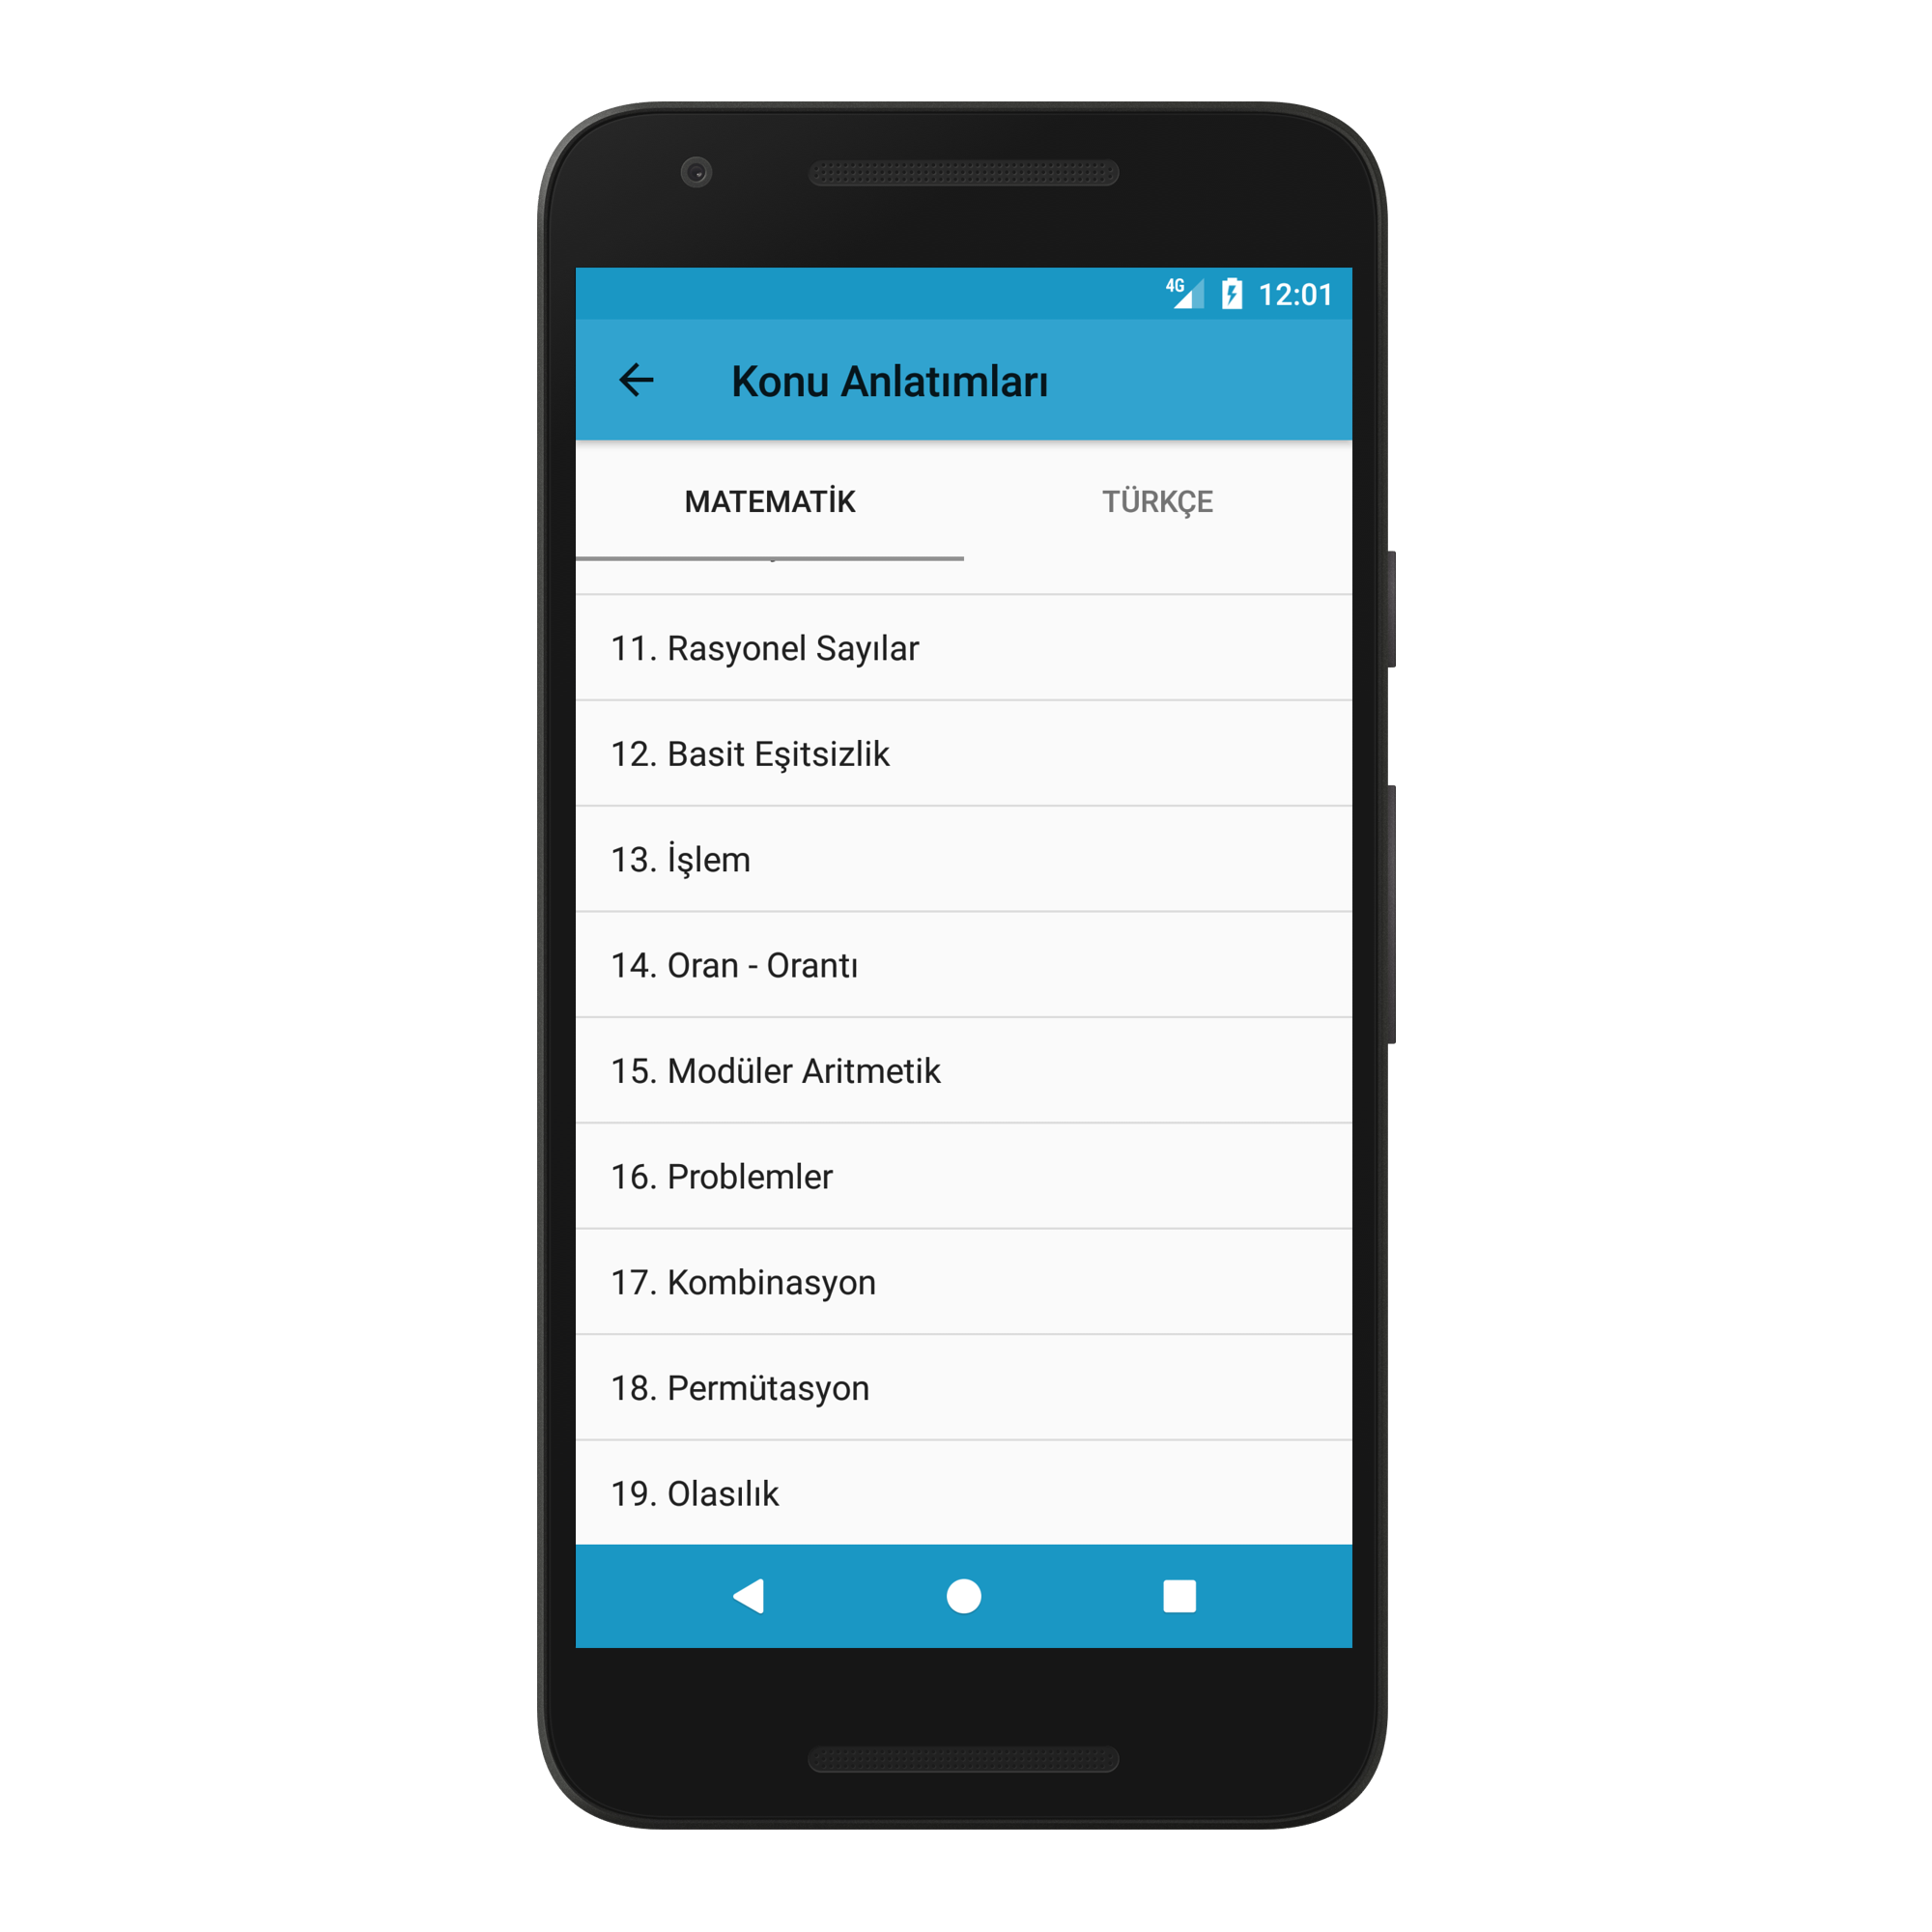 4G 12:01
Konu Anlatımları
MATEMATİK TÜRKÇE
11. Rasyonel Sayılar
12. Basit Eşitsizlik
13. İşlem
14. Oran - Orantı
15. Modüler Aritmetik
16. Problemler
17. Kombinasyon
18. Permütasyon
19. Olasılık